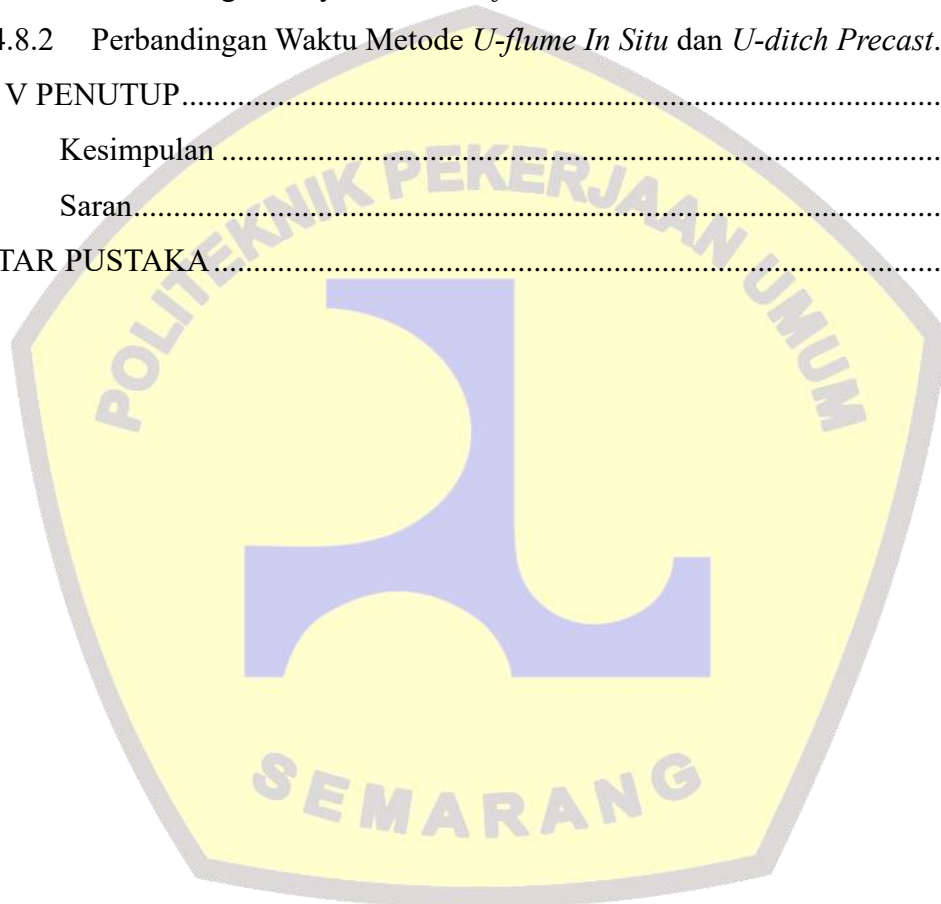 4.8.2 Perbandingan Waktu Metode U-flume In Situ dan U-ditch Precast.
V PENUTUP..........................................................................................
Kesimpulan ..........................................................................................
Saran..........................................................................................
TAR PUSTAKA..........................................................................................
POLITEKNIK PEKERJAAN UMUM
SEMARANG